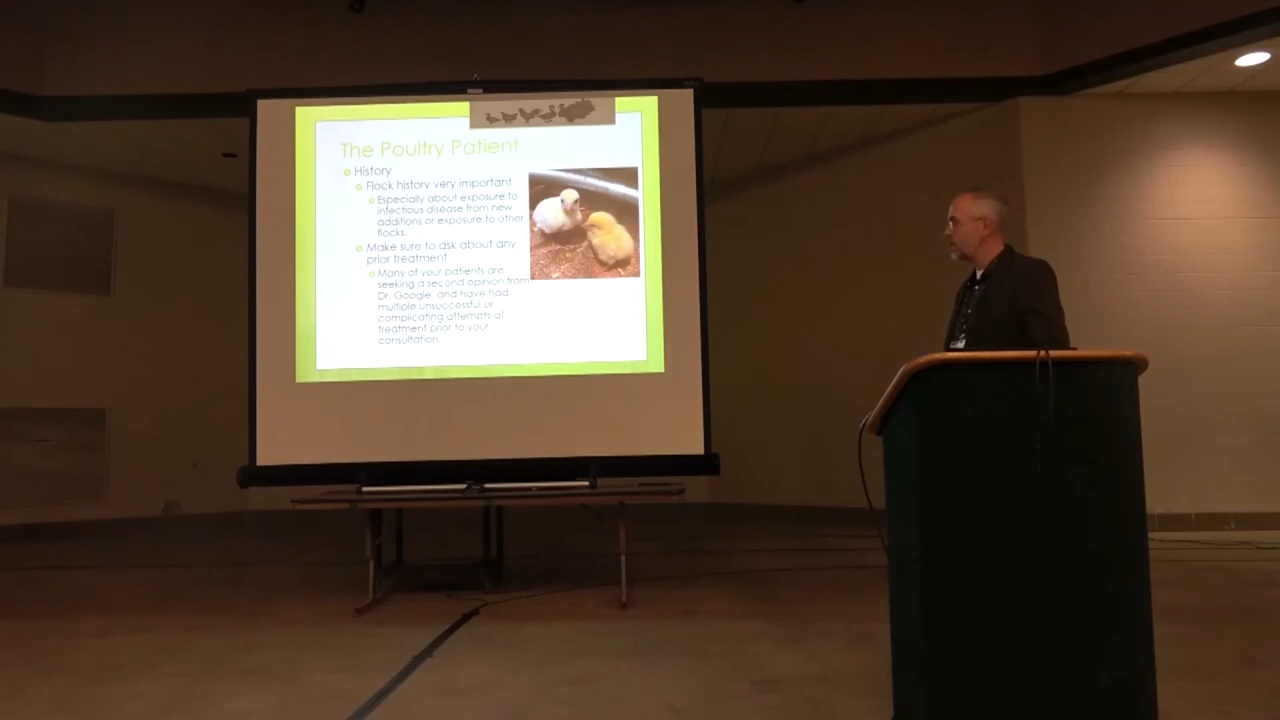 The Poultry Patient
History
Flock history very important
Especially about exposure to
infectious disease from new
additions or exposure to other
flocks.
Make sure to ask about any
prior treatment
Many of your patients are
seeking a second opinion from
Dr. Google, and have had
multiple unsuccessful or
complicating attempts at
treatment prior to your
consultation.